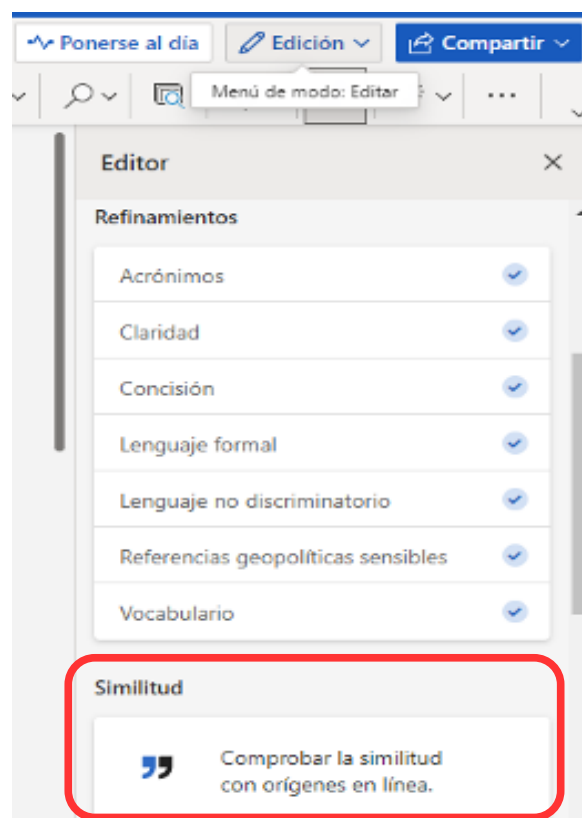 Ponerse al día
Edición
Compartir
Menú de modo: Editar
Editor
Refinamientos
Acrónimos
Claridad
Concisión
Lenguaje formal
Lenguaje no discriminatorio
Referencias geopolíticas sensibles
Vocabulario
Similitud
Comprobar la similitud
con orígenes en línea.